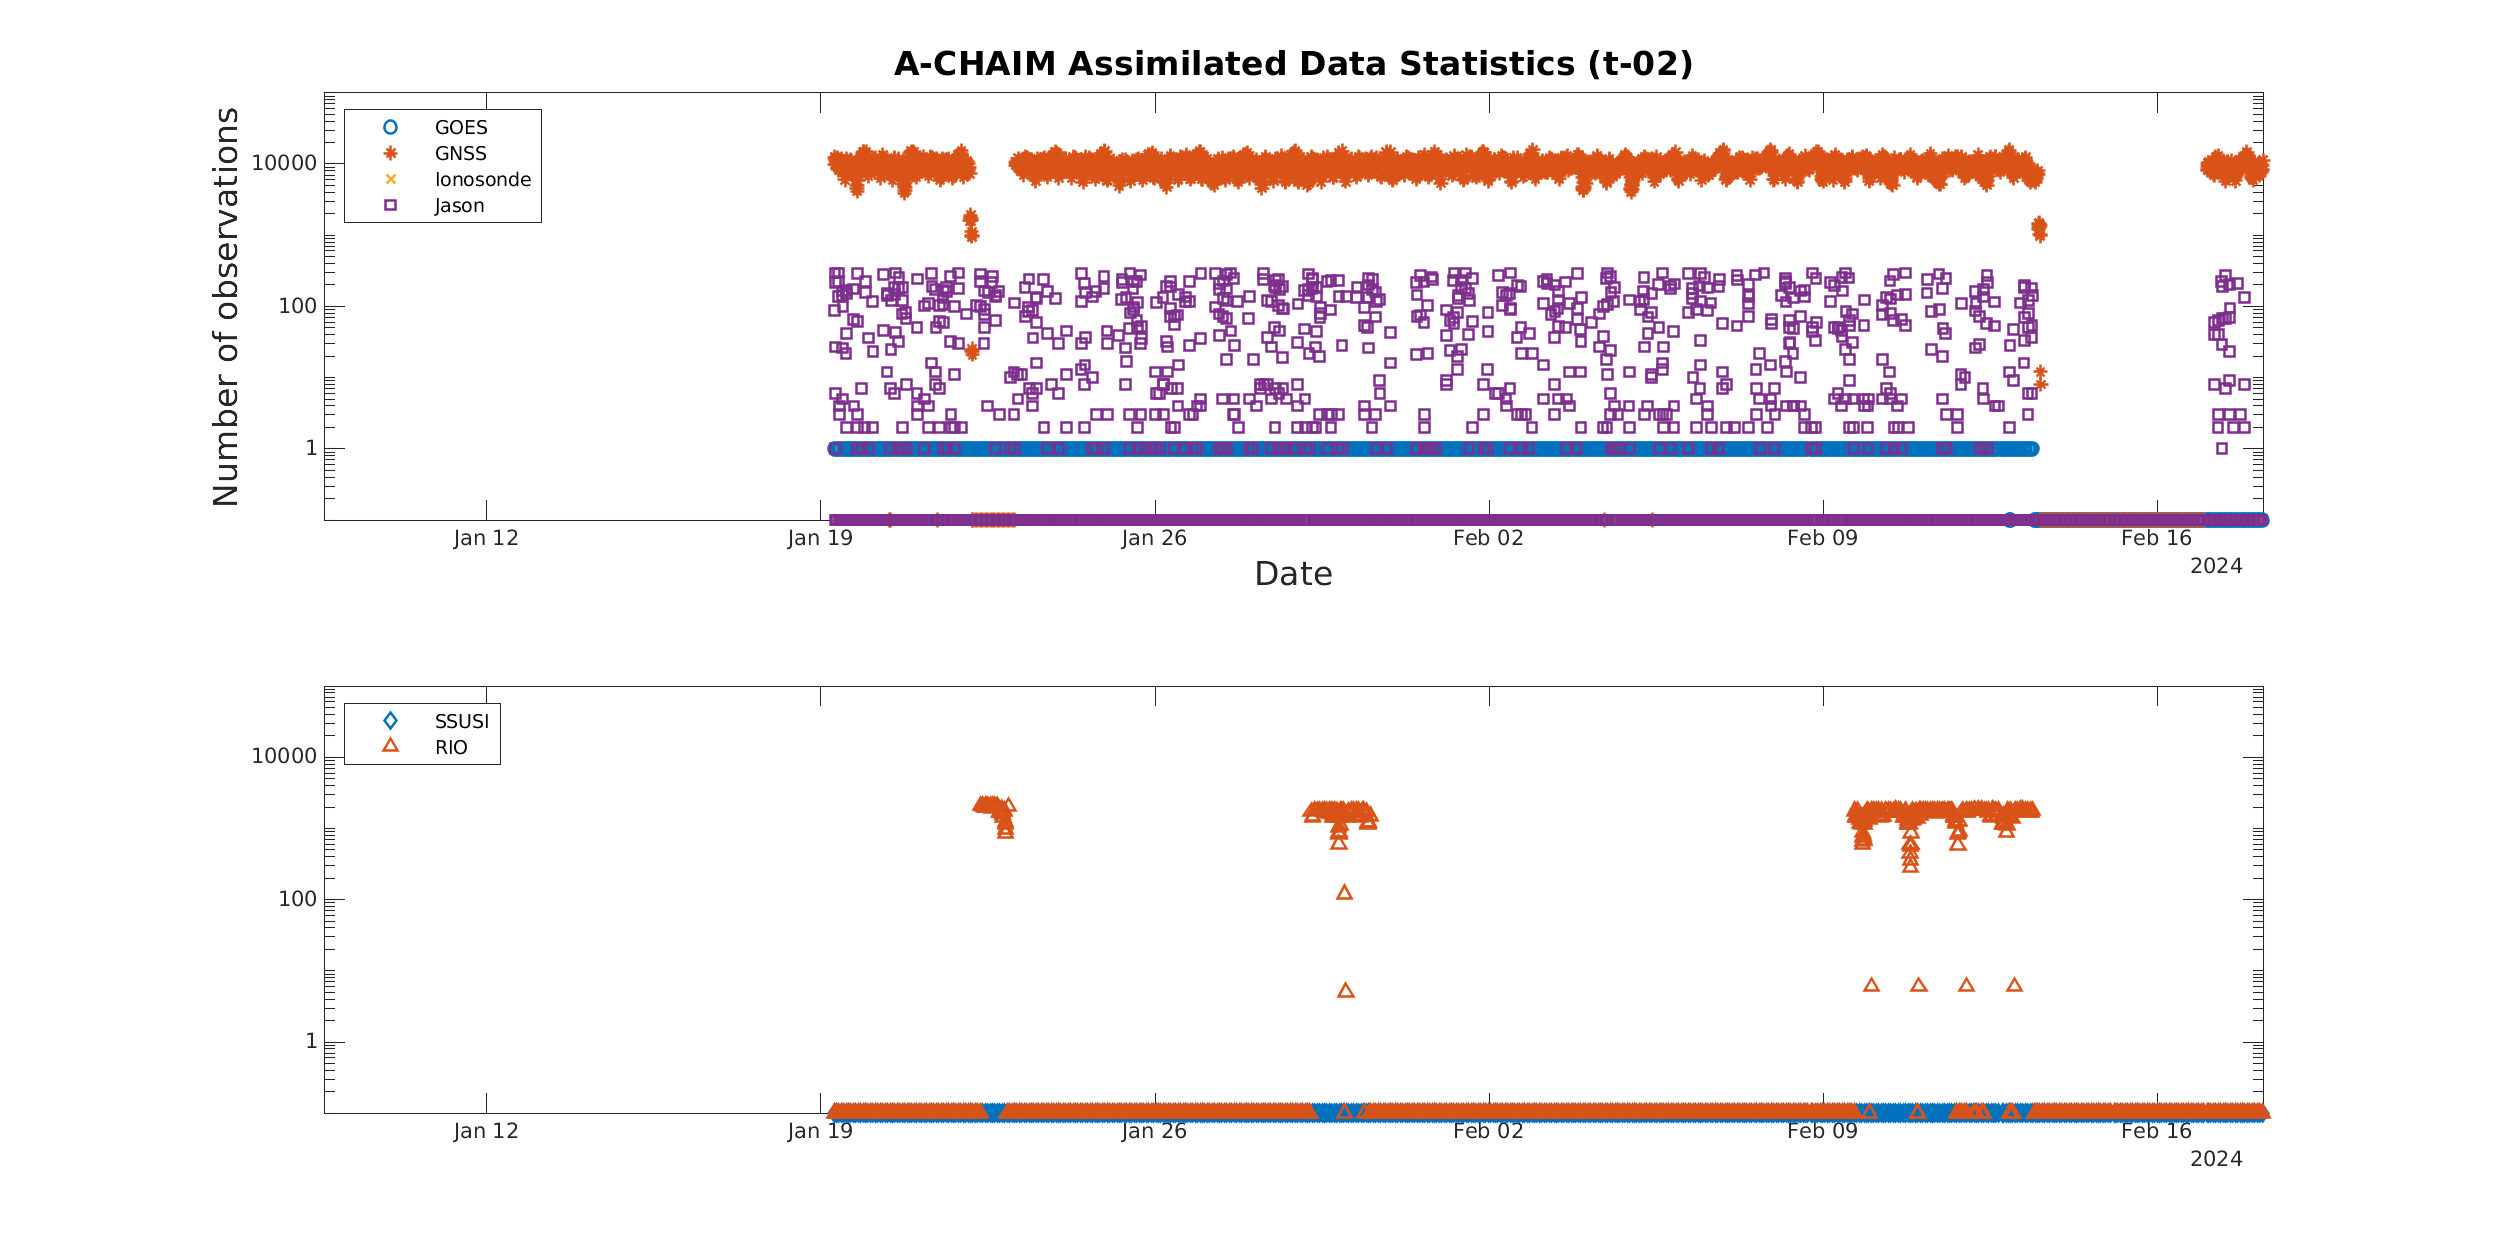 A-CHAIM Assimilated Data Statistics (t-02)
Number of observations
10000
100
1
GOES
GNSS
Ionosonde
Jason
Jan 12
Jan 19
Jan 26
Feb 02
Feb 09
Feb 16
2024
Date
10000
100
1
SSUSI
RIO
Jan 12
Jan 19
Jan 26
Feb 02
Feb 09
Feb 16
2024